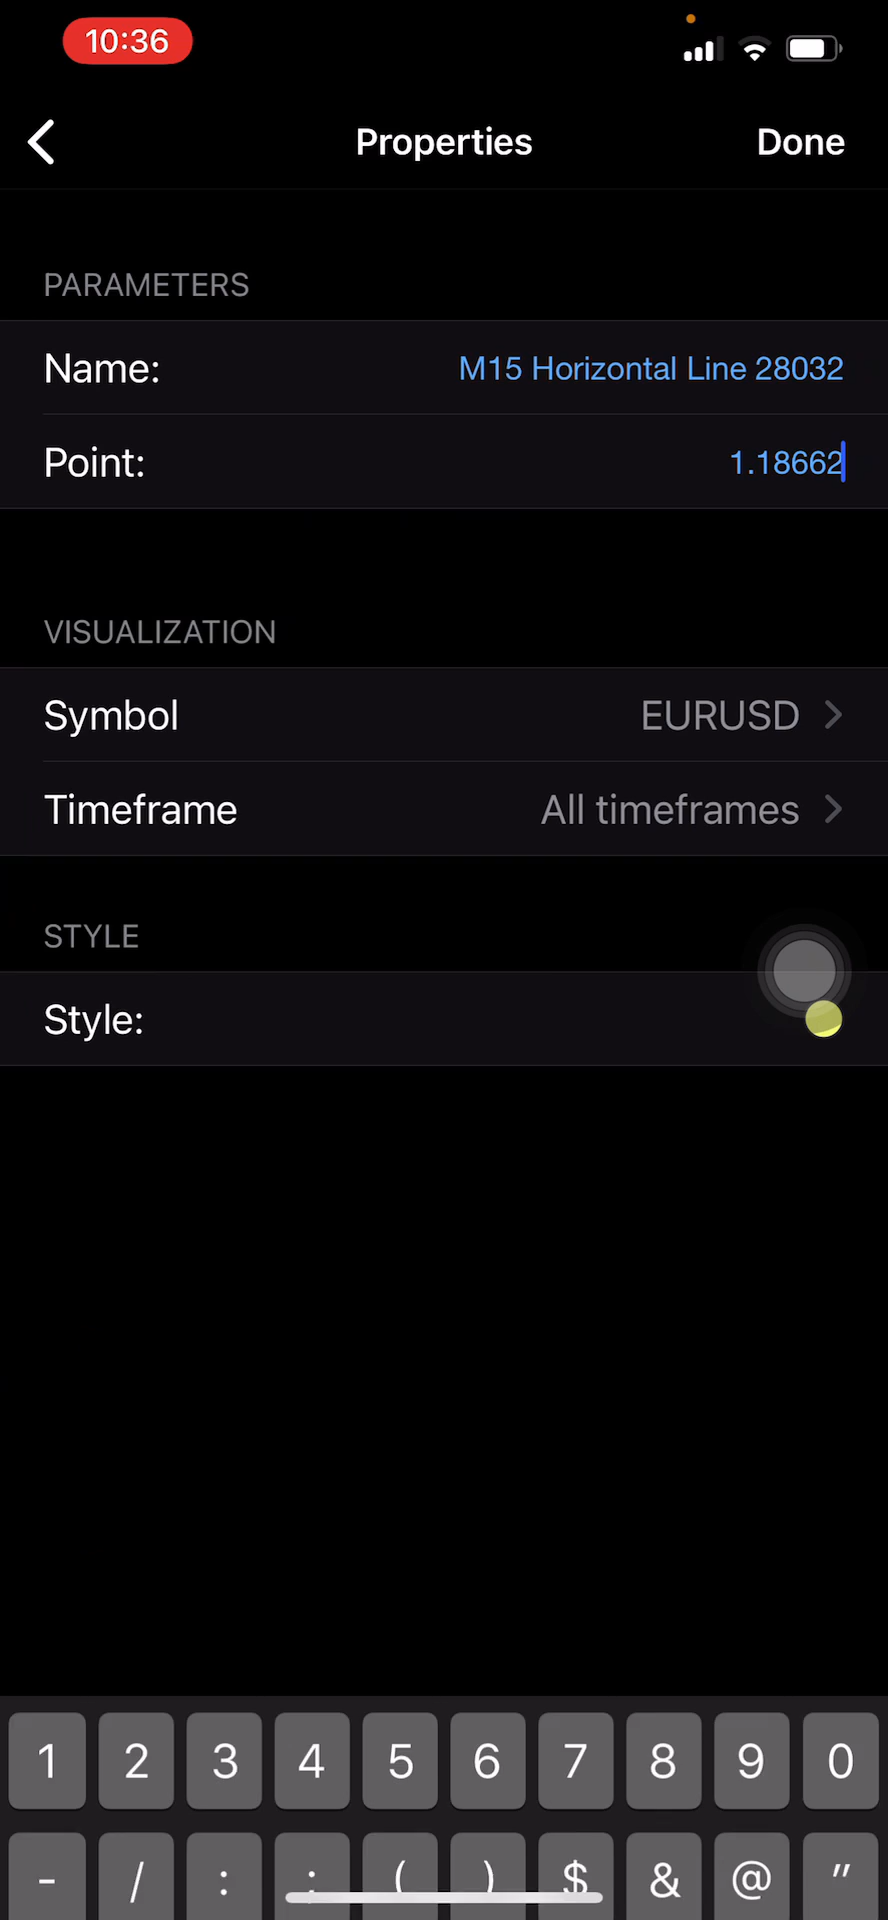 10:36
Properties
Done
PARAMETERS
Name: M15 Horizontal Line 28032
Point: 1.18662
VISUALIZATION
Symbol EURUSD
Timeframe All timeframes
STYLE
Style:
1 2 3 4 5 6 7 8 9 0
- / : ; ( ) $ & @ "